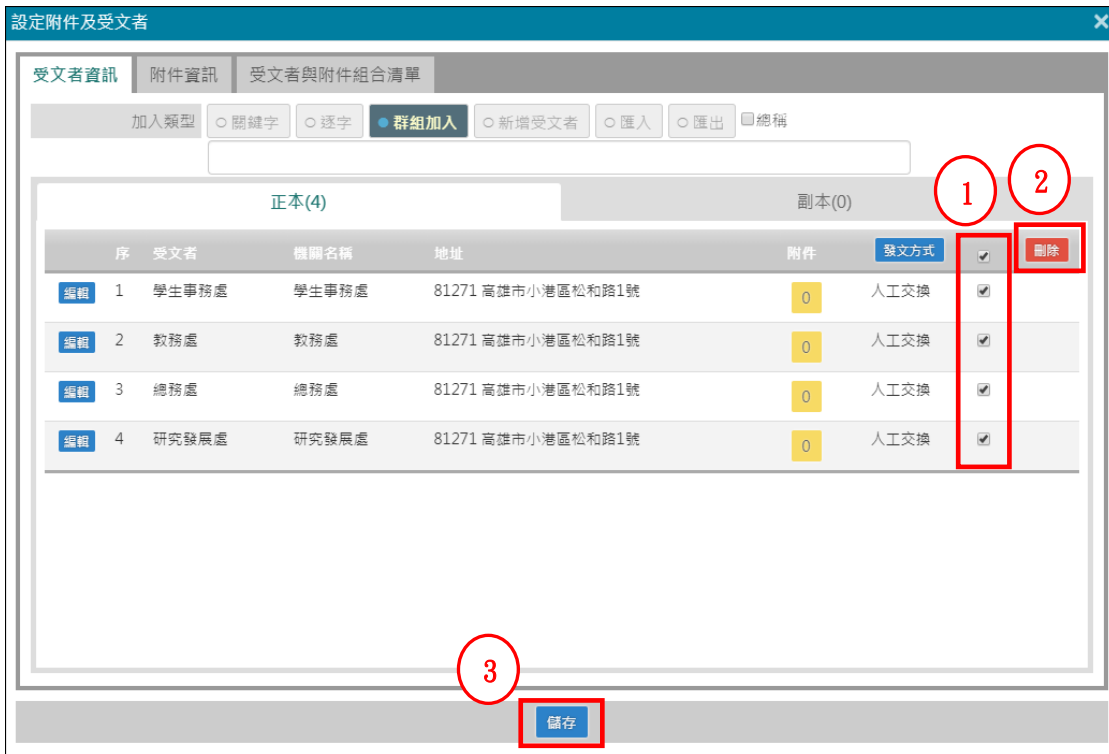 設定附件及受文者 ×
受文者資訊 附件資訊 受文者與附件組合清單
加入類型 關鍵字 逐字 群組加入 新增受文者 匯入 匯出 總稱
正本(4) 副本(0) 1 2
序 受文者 機關名稱 地址 附件 發文方式 刪除
編輯 1 學生事務處 學生事務處 81271 高雄市小港區松和路1號 0 人工交換
編輯 2 教務處 教務處 81271 高雄市小港區松和路1號 0 人工交換
編輯 3 總務處 總務處 81271 高雄市小港區松和路1號 0 人工交換
編輯 4 研究發展處 研究發展處 81271 高雄市小港區松和路1號 0 人工交換
3
儲存